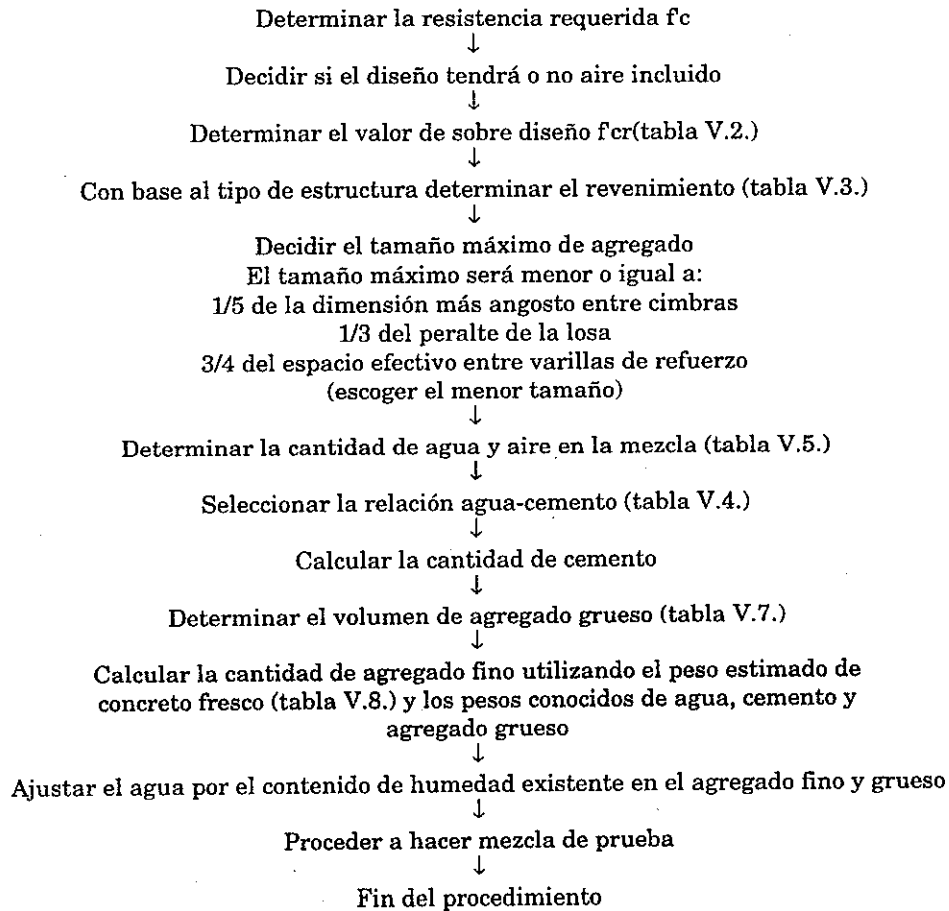 Determinar la resistencia requerida f'c
↓
Decidir si el diseño tendrá o no aire incluido
↓
Determinar el valor de sobre diseño f'cr(tabla V.2.)
↓
Con base al tipo de estructura determinar el revenimiento (tabla V.3.)
↓
Decidir el tamaño máximo de agregado
El tamaño máximo será menor o igual a:
1/5 de la dimensión más angosto entre cimbras
1/3 del peralte de la losa
3/4 del espacio efectivo entre varillas de refuerzo
(escoger el menor tamaño)
↓
Determinar la cantidad de agua y aire en la mezcla (tabla V.5.)
↓
Seleccionar la relación agua-cemento (tabla V.4.)
↓
Calcular la cantidad de cemento
↓
Determinar el volumen de agregado grueso (tabla V.7.)
↓
Calcular la cantidad de agregado fino utilizando el peso estimado de
concreto fresco (tabla V.8.) y los pesos conocidos de agua, cemento y
agregado grueso
↓
Ajustar el agua por el contenido de humedad existente en el agregado fino y grueso
↓
Proceder a hacer mezcla de prueba
↓
Fin del procedimiento